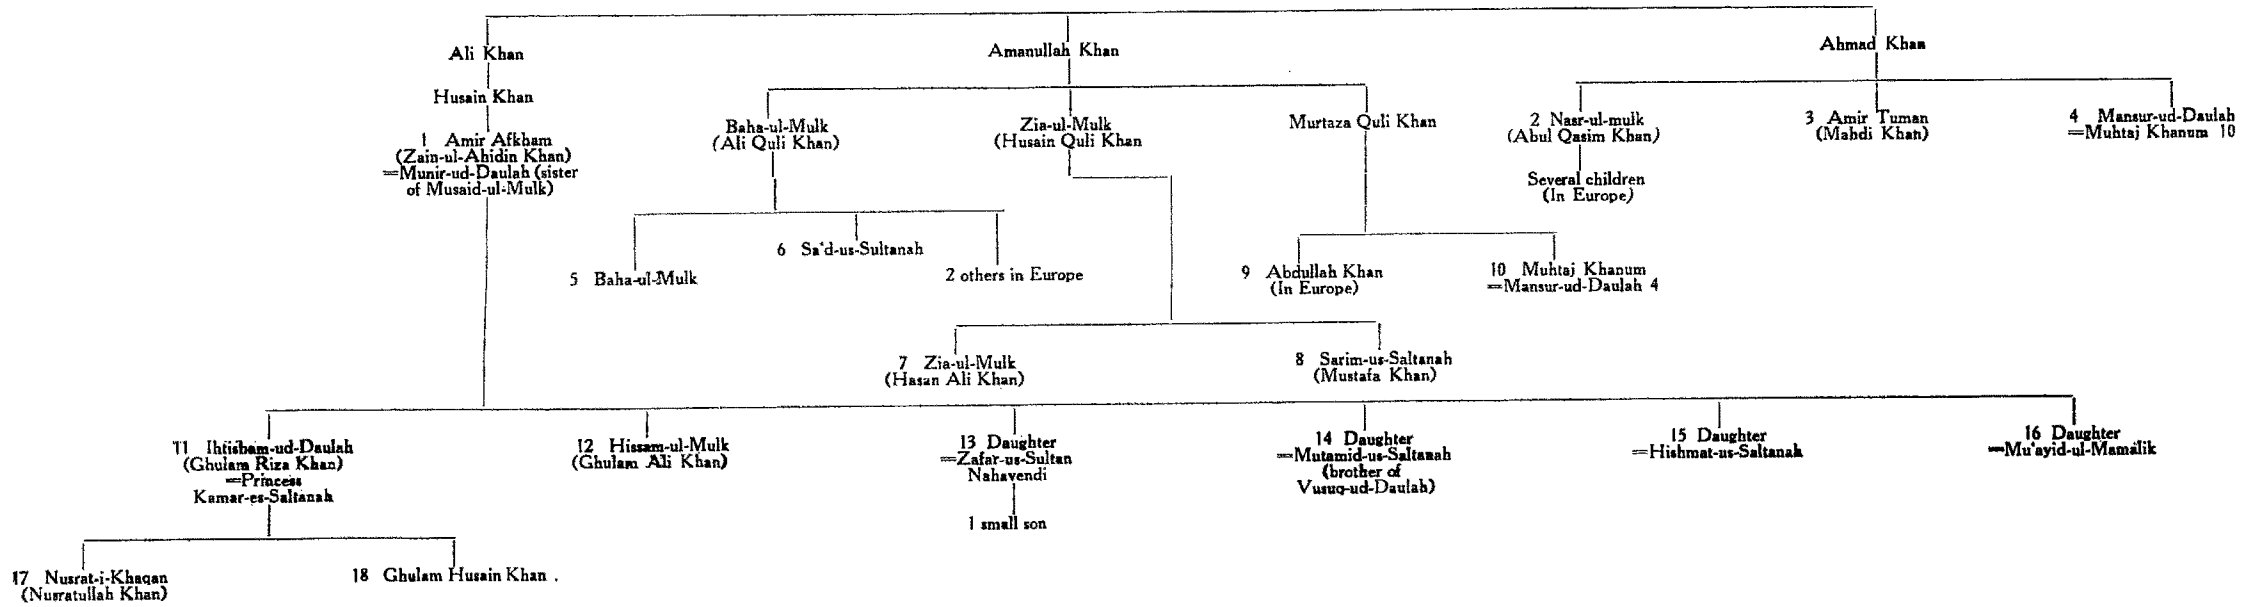 Ali Khan
Amanullah Khan
Ahmad Khan
Husain Khan
1 Amir Afkham
(Zain-ul-Abidin Khan)
=Munir-ud-Daulah (sister
of Musaid-ul-Mulk)
Baha-ul-Mulk
(Ali Quli Khan)
Zia-ul-Mulk
(Husain Quli Khan
Murtaza Quli Khan
2 Nasr-ul-mulk
(Abul Qasim Khan)
Several children
(In Europe)
3 Amir Tuman
(Mahdi Khan)
4 Mansur-ud-Daulah
=Muhtaj Khanum 10
5 Baha-ul-Mulk
6 Sa'd-us-Sultanah
2 others in Europe
9 Abdullah Khan
(In Europe)
10 Muhtaj Khanum
=Mansur-ud-Daulah 4
7 Zia-ul-Mulk
(Hasan Ali Khan)
8 Sarim-us-Saltanah
(Mustafa Khan)
11 Ihtisham-ud-Daulah
(Ghulam Riza Khan)
=Princess
Kamar-es-Saltanah
12 Hissam-ul-Mulk
(Ghulam Ali Khan)
13 Daughter
=Zafar-us-Sultan
Nahavendi
1 small son
14 Daughter
=Mutamid-us-Saltanah
(brother of
Vusuq-ud-Daulah)
15 Daughter
=Hishmat-us-Saltanah
16 Daughter
=Mu'ayid-ul-Mamalik
17 Nusrat-i-Khaqan
(Nusratullah Khan)
18 Ghulam Husain Khan .